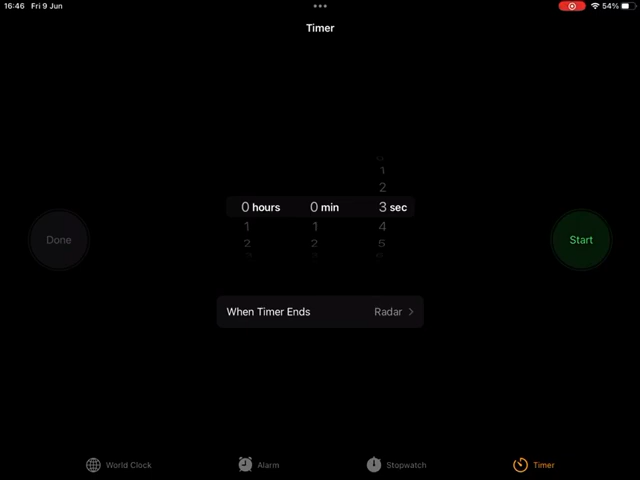 16:46 Fri 9 Jun 54%
Timer
1
2
0 hours 0 min 3 sec
1 1 4
2 2 5
Done
Start
When Timer Ends Radar
World Clock Alarm Stopwatch Timer